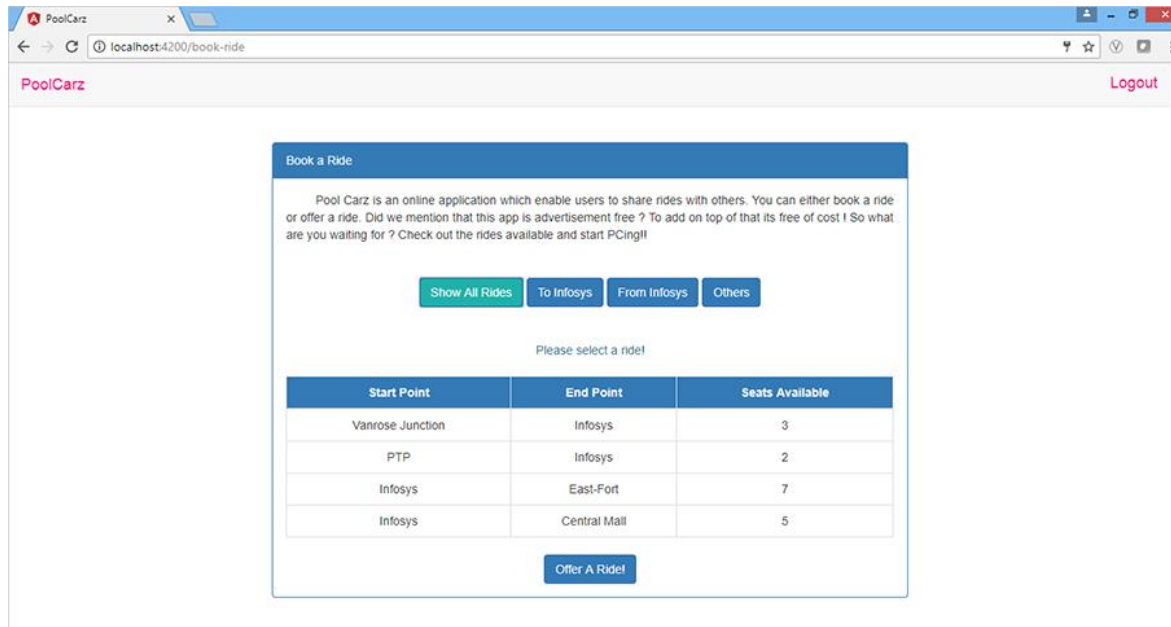 PoolCarz
localhost:4200/book-ride
PoolCarz Logout
Book a Ride
Pool Carz is an online application which enable users to share rides with others. You can either book a ride
or offer a ride. Did we mention that this app is advertisement free ? To add on top of that its free of cost ! So what
are you waiting for ? Check out the rides available and start PCing!!
Show All Rides To Infosys From Infosys Others
Please select a ride!
Start Point End Point Seats Available
Vanrose Junction Infosys 3
PTP Infosys 2
Infosys East-Fort 7
Infosys Central Mall 5
Offer A Ride!